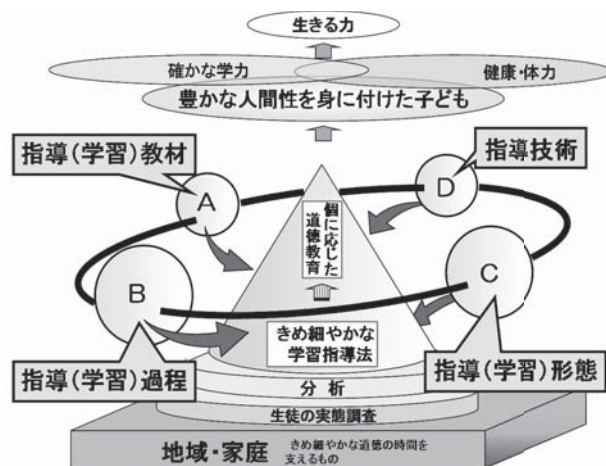 生きる力
確かな学力
健康・体力
豊かな人間性を身に付けた子ども
指導(学習)教材
指導技術
A
D
個に応じた
道徳教育
B
C
きめ細やかな
学習指導法
指導(学習)過程
指導(学習)形態
分析
生徒の実態調査
地域・家庭
きめ細やかな道徳の時間を
支えるもの